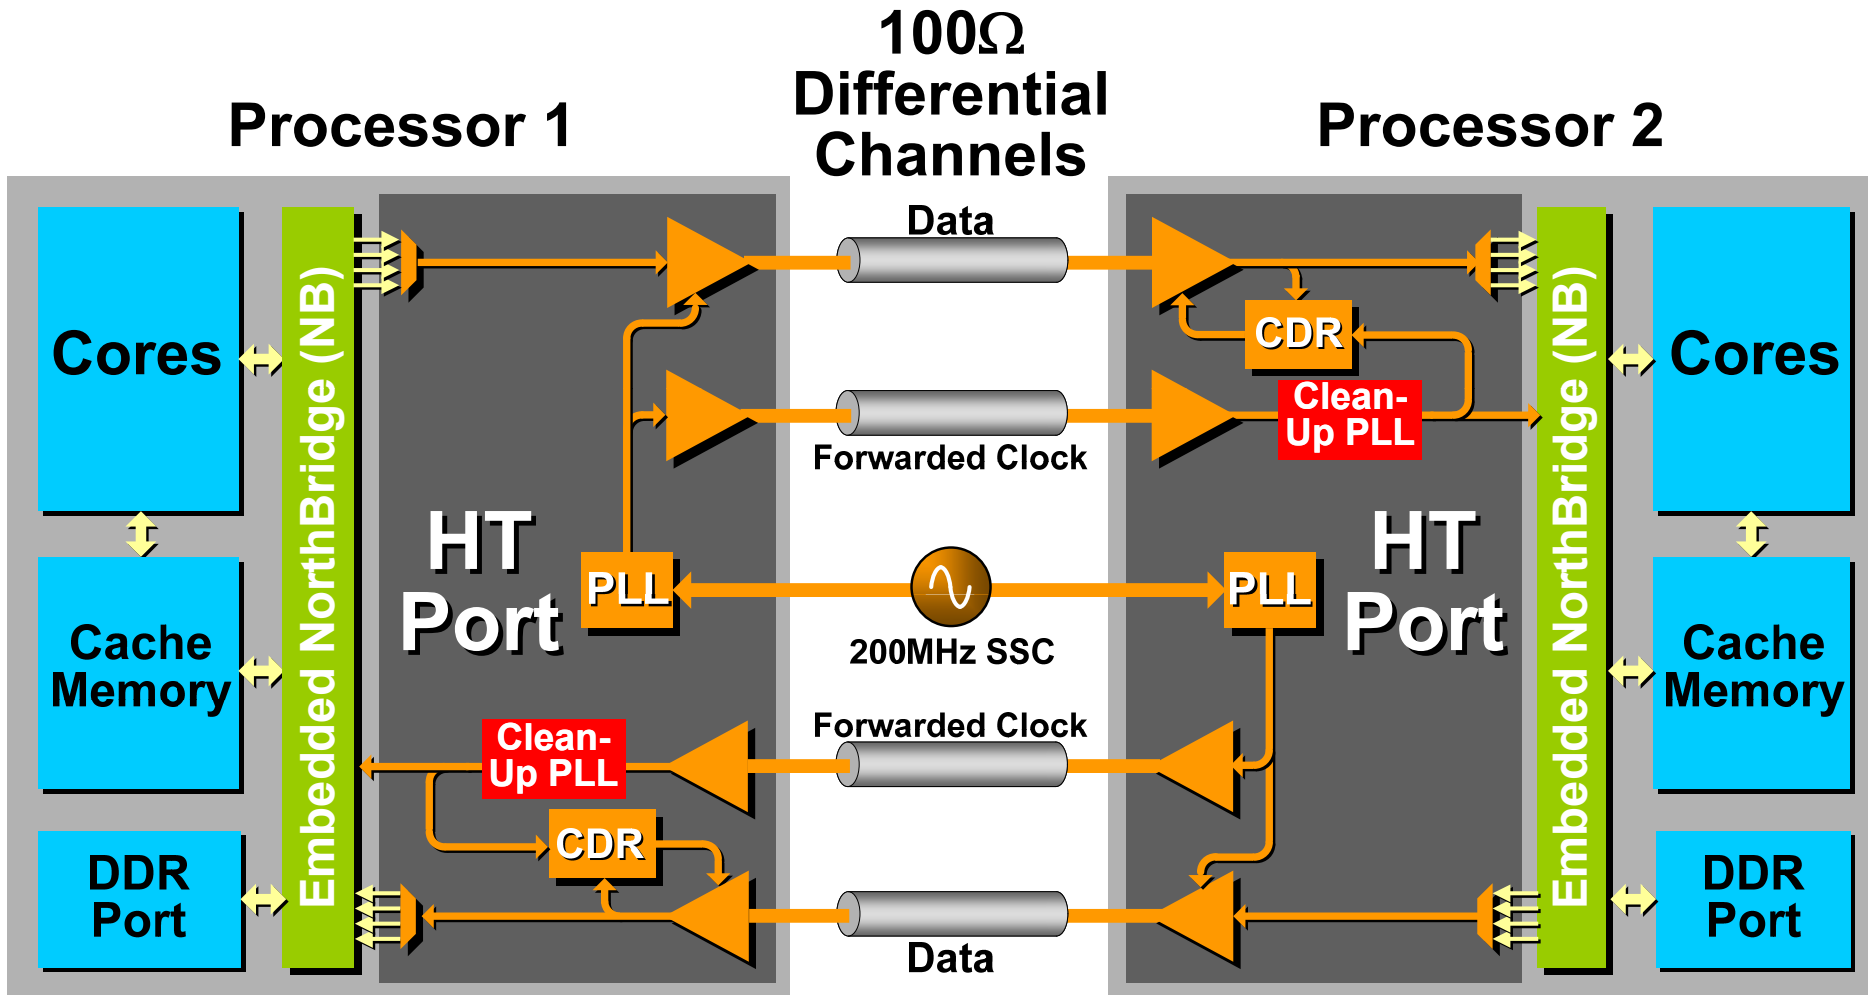 100Ω
Differential
Channels
Processor 1
Processor 2
Data
Cores
Embedded NorthBridge (NB)
CDR
Clean-
Up PLL
Forwarded Clock
HT
Port
PLL
200MHz SSC
PLL
HT
Port
Embedded NorthBridge (NB)
Cores
Cache
Memory
Forwarded Clock
Clean-
Up PLL
CDR
Cache
Memory
DDR
Port
Data
DDR
Port